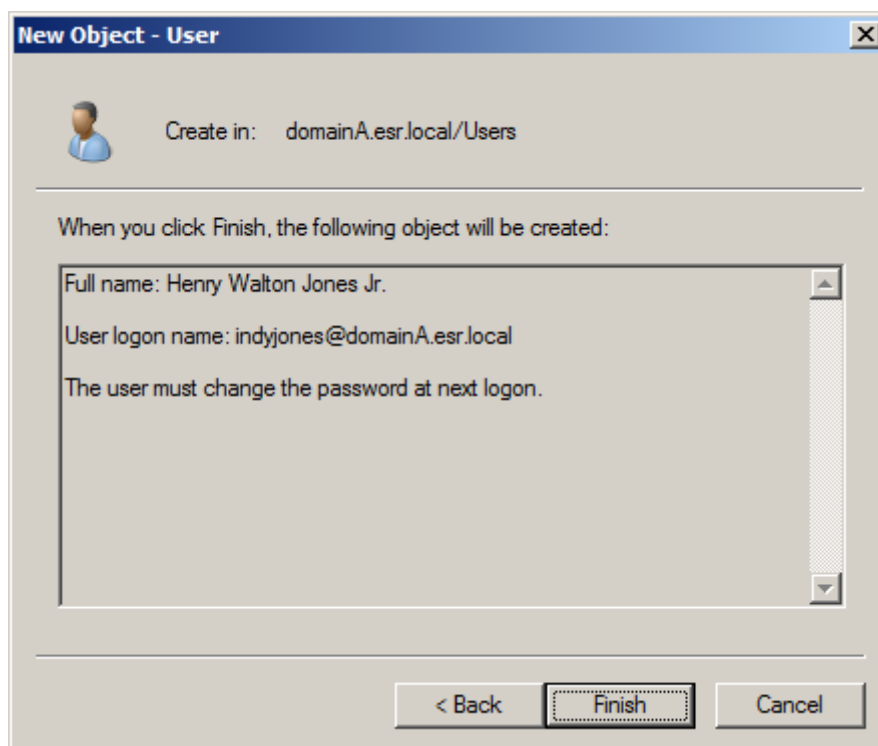 New Object - User
Create in: domainA.esr.local/Users
When you click Finish, the following object will be created:
Full name: Henry Walton Jones Jr.
User logon name: indyjones@domainA.esr.local
The user must change the password at next logon.
< Back Finish Cancel